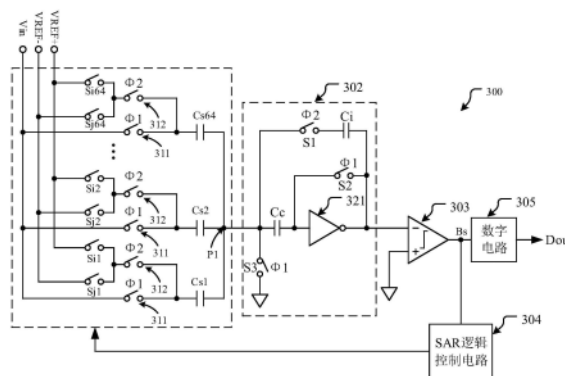 Vin
VREF-
VREF+
Si64
Φ2
Sj64
312
Φ1
Cs64
311
Si2
Φ2
Sj2
312
Φ1
Cs2
311
P1
Si1
Φ2
Sj1
312
Φ1
Cs1
311
302
Φ2
Ci
S1
Φ1
S2
Cc
321
S3
Φ1
300
303
305
Bs
数字
电路
Dout
304
SAR逻辑
控制电路